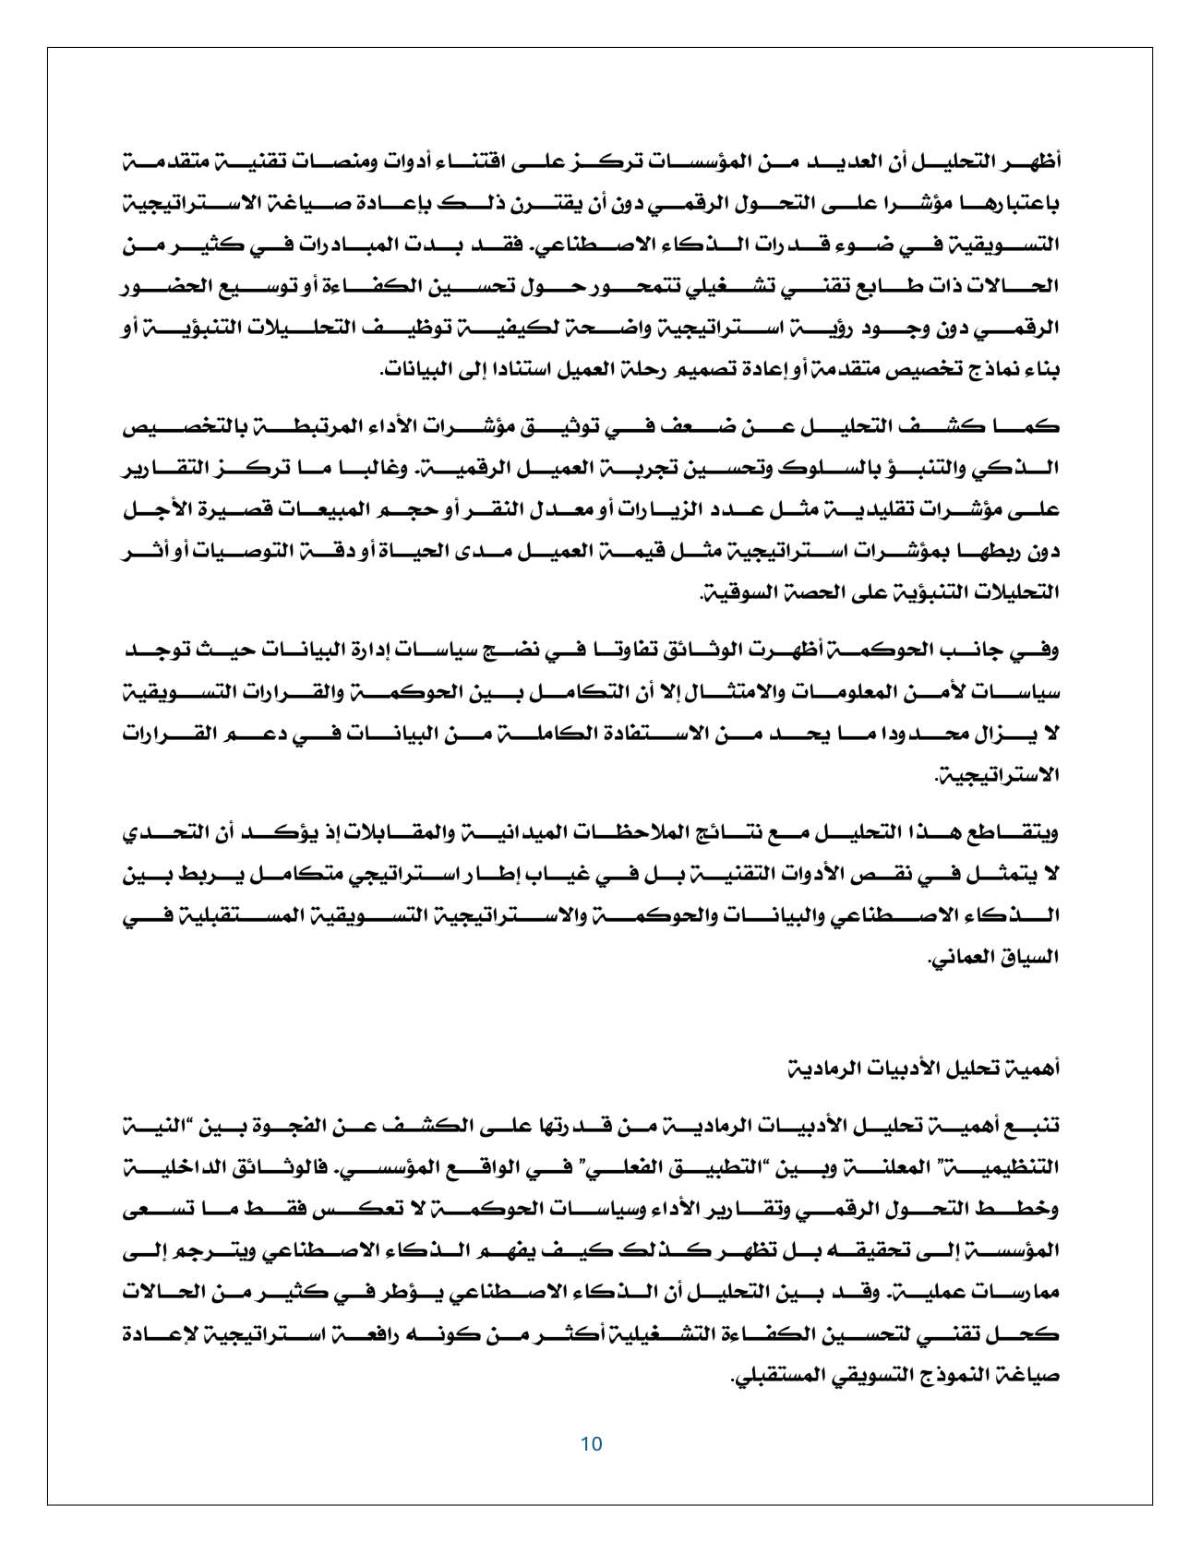 أظهر التحليل أن العديد من المؤسسات تركز على اقتناء أدوات ومنصات تقنية متقدمة
باعتبارها مؤشرا على التحول الرقمي دون أن يقترن ذلك بإعادة صياغة الاستراتيجية
التسويقية في ضوء قدرات الذكاء الاصطناعي. فقد بدت المبادرات في كثير من
الحالات ذات طابع تقني تشغيلي تتمحور حول تحسين الكفاءة أو توسيع الحضور
الرقمي دون وجود رؤية استراتيجية واضحة لكيفية توظيف التحليلات التنبؤية أو
بناء نماذج تخصيص متقدمة أو إعادة تصميم رحلة العميل استنادا إلى البيانات.
كما كشف التحليل عن ضعف في توثيق مؤشرات الأداء المرتبطة بالتخصيص
الذكي والتنبؤ بالسلوك وتحسين تجربة العميل الرقمية. وغالبا ما تركز التقارير
على مؤشرات تقليدية مثل عدد الزيارات أو معدل النقر أو حجم المبيعات قصيرة الأجل
دون ربطها بمؤشرات استراتيجية مثل قيمة العميل مدى الحياة أو دقة التوصيات أو أثر
التحليلات التنبؤية على الحصة السوقية.
وفي جانب الحوكمة أظهرت الوثائق تفاوتا في نضج سياسات إدارة البيانات حيث توجد
سياسات لأمن المعلومات والامتثال إلا أن التكامل بين الحوكمة والقرارات التسويقية
لا يزال محدودا ما يحد من الاستفادة الكاملة من البيانات في دعم القرارات
الاستراتيجية.
ويتقاطع هذا التحليل مع نتائج الملاحظات الميدانية والمقابلات إذ يؤكد أن التحدي
لا يتمثل في نقص الأدوات التقنية بل في غياب إطار استراتيجي متكامل يربط بين
الذكاء الاصطناعي والبيانات والحوكمة والاستراتيجية التسويقية المستقبلية في
السياق العماني.
أهمية تحليل الأدبيات الرمادية
تنبع أهمية تحليل الأدبيات الرمادية من قدرتها على الكشف عن الفجوة بين “النية
التنظيمية” المعلنة وبين “التطبيق الفعلي” في الواقع المؤسسي. فالوثائق الداخلية
وخطط التحول الرقمي وتقارير الأداء وسياسات الحوكمة لا تعكس فقط ما تسعى
المؤسسة إلى تحقيقه بل تظهر كذلك كيف يفهم الذكاء الاصطناعي ويترجم إلى
ممارسات عملية. وقد بين التحليل أن الذكاء الاصطناعي يؤطر في كثير من الحالات
كحل تقني لتحسين الكفاءة التشغيلية أكثر من كونه رافعة استراتيجية لإعادة
صياغة النموذج التسويقي المستقبلي.
10